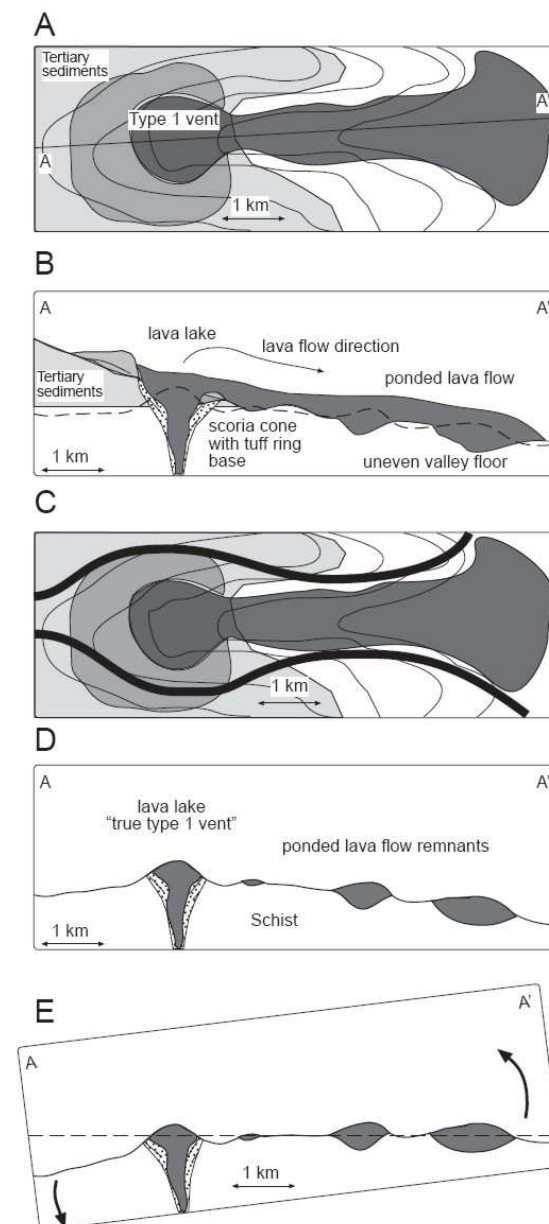 A
Tertiary
sediments
Type 1 vent
A
A'
1 km
B
A
A'
lava lake
lava flow direction
ponded lava flow
Tertiary
sediments
scoria cone
with tuff ring
base
1 km
uneven valley floor
C
1 km
D
A
A'
lava lake
"true type 1 vent"
ponded lava flow remnants
1 km
Schist
E
A
A'
1 km